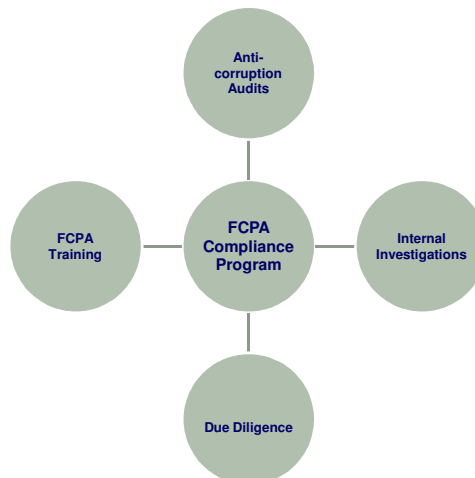 Anti-
corruption
Audits
FCPA
Training
FCPA
Compliance
Program
Internal
Investigations
Due Diligence